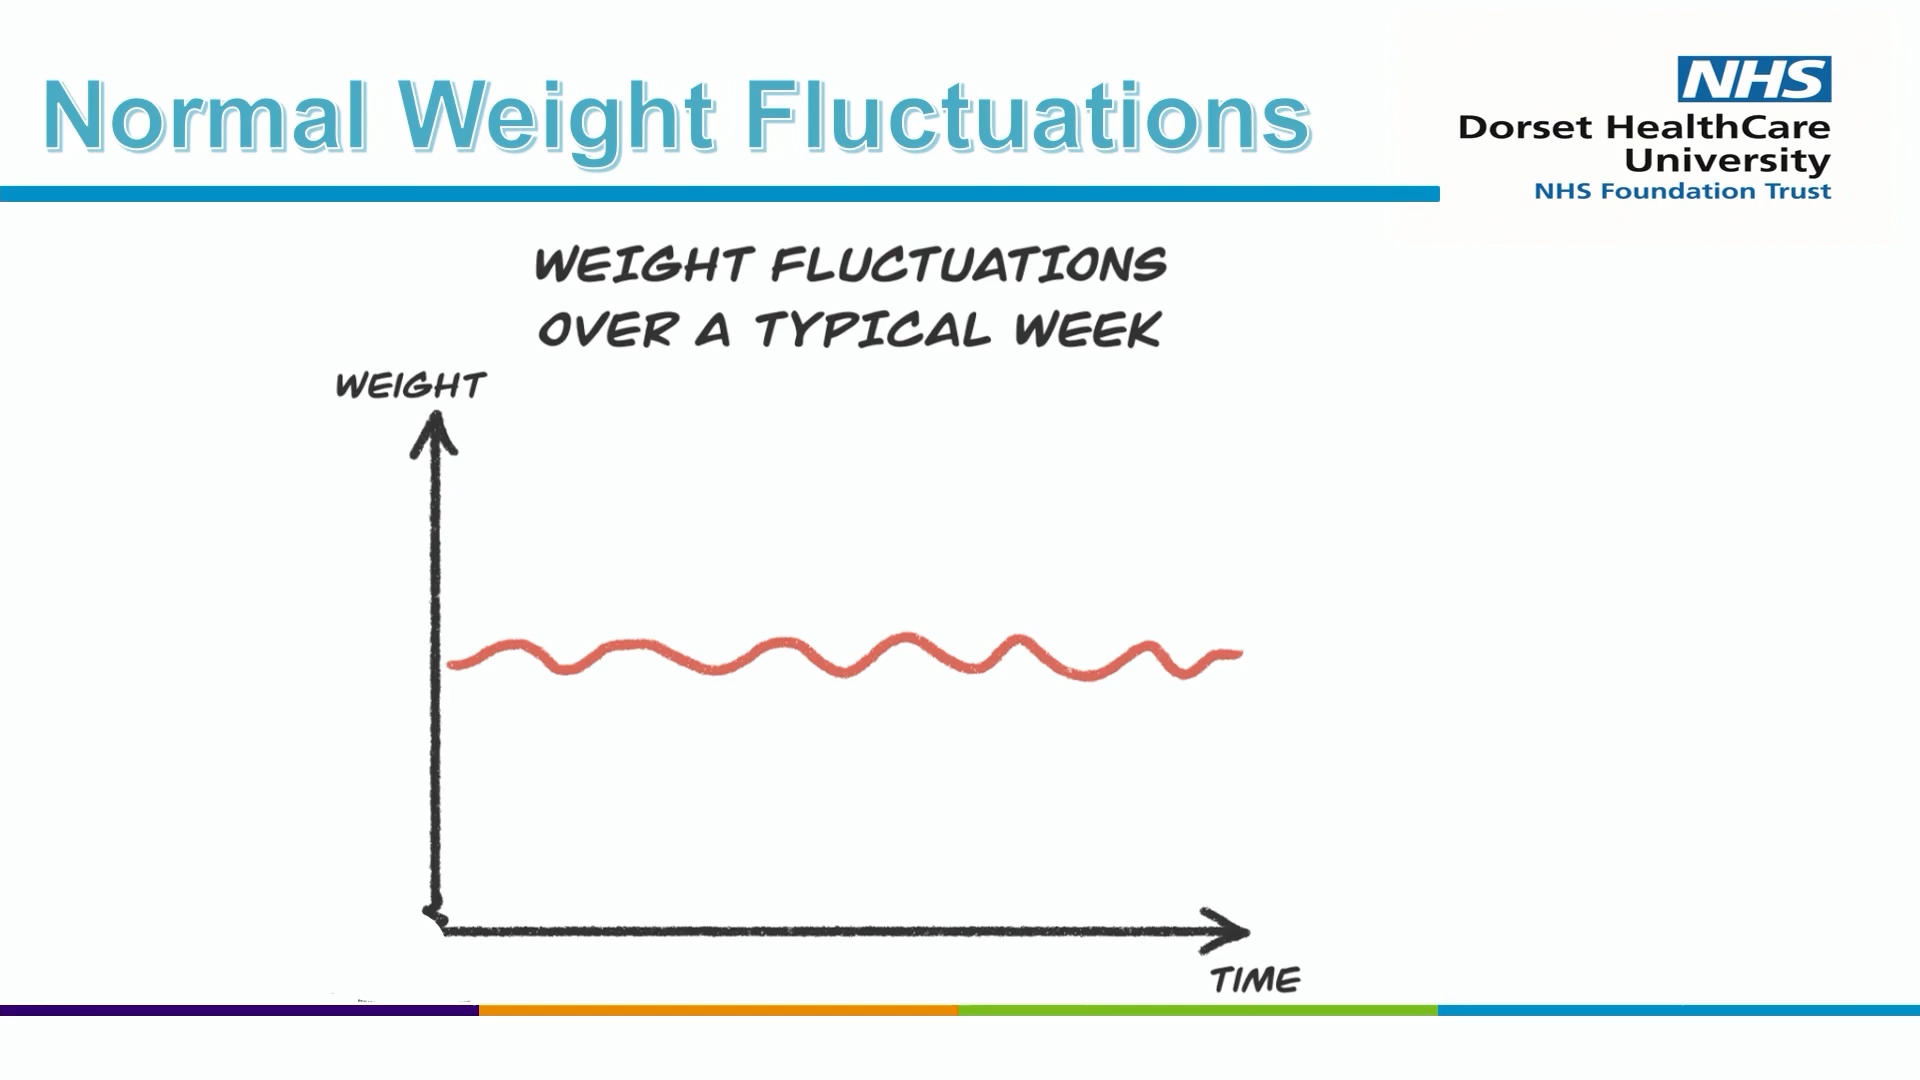 Normal Weight Fluctuations
NHS
Dorset HealthCare
University
NHS Foundation Trust
WEIGHT FLUCTUATIONS
OVER A TYPICAL WEEK
WEIGHT
TIME